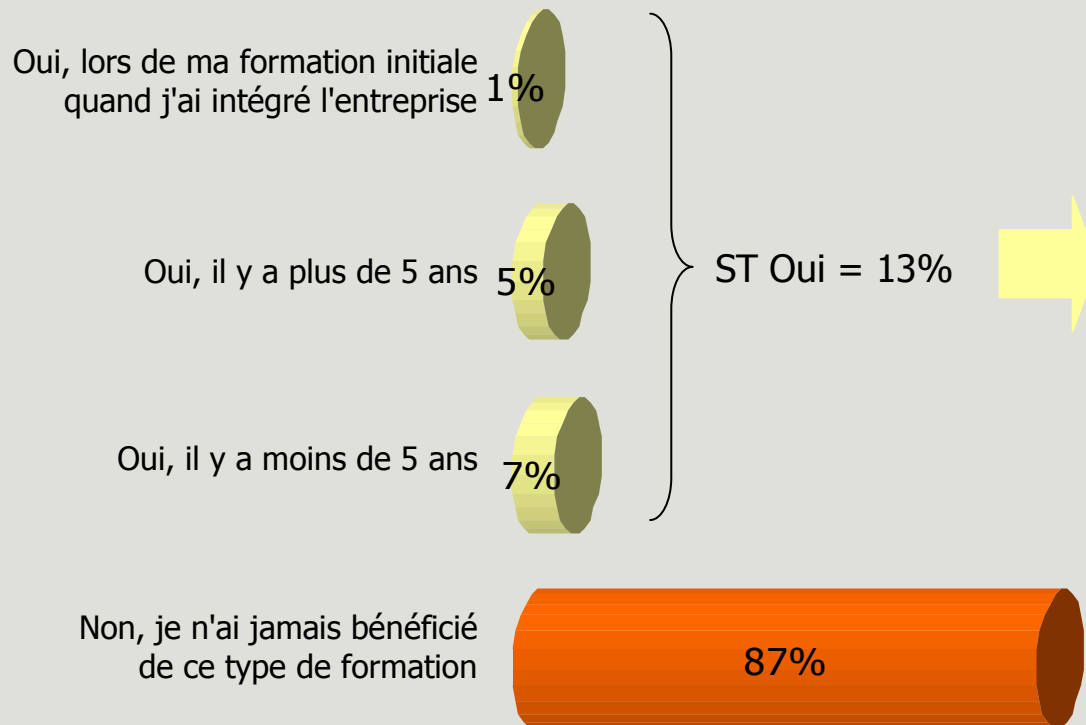 Oui, lors de ma formation initiale
quand j'ai intégré l'entreprise
1%
Oui, il y a plus de 5 ans
5%
ST Oui = 13%
Oui, il y a moins de 5 ans
7%
Non, je n'ai jamais bénéficié
de ce type de formation
87%